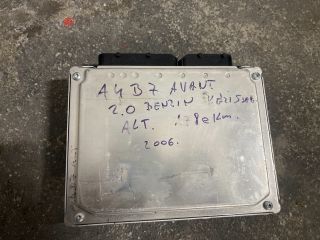 A4 B7 AVANT
2.0 BENZIN
ALT.
2006.